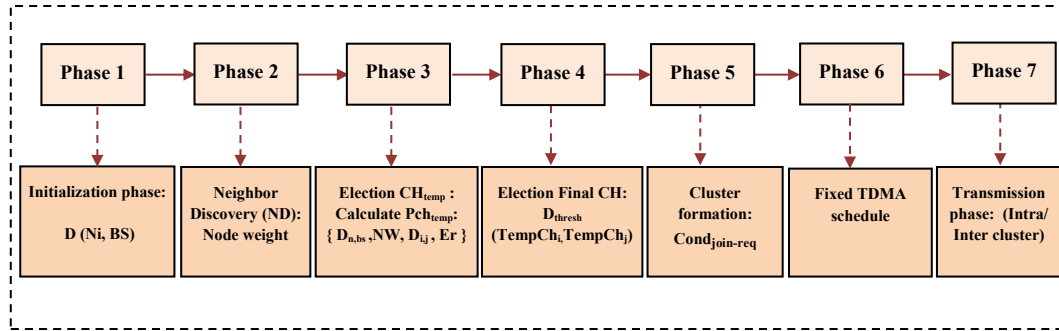 Phase 1
Phase 2
Phase 3
Phase 4
Phase 5
Phase 6
Phase 7
Initialization phase:
D (Ni, BS)
Neighbor
Discovery (ND):
Node weight
Election CHtemp :
Calculate Pchtemp:
{ Dn,bs ,NW, Di,j , Er }
Election Final CH:
Dthresh
(TempChi,TempChj)
Cluster
formation:
Condjoin-req
Fixed TDMA
schedule
Transmission
phase: (Intra/
Inter cluster)